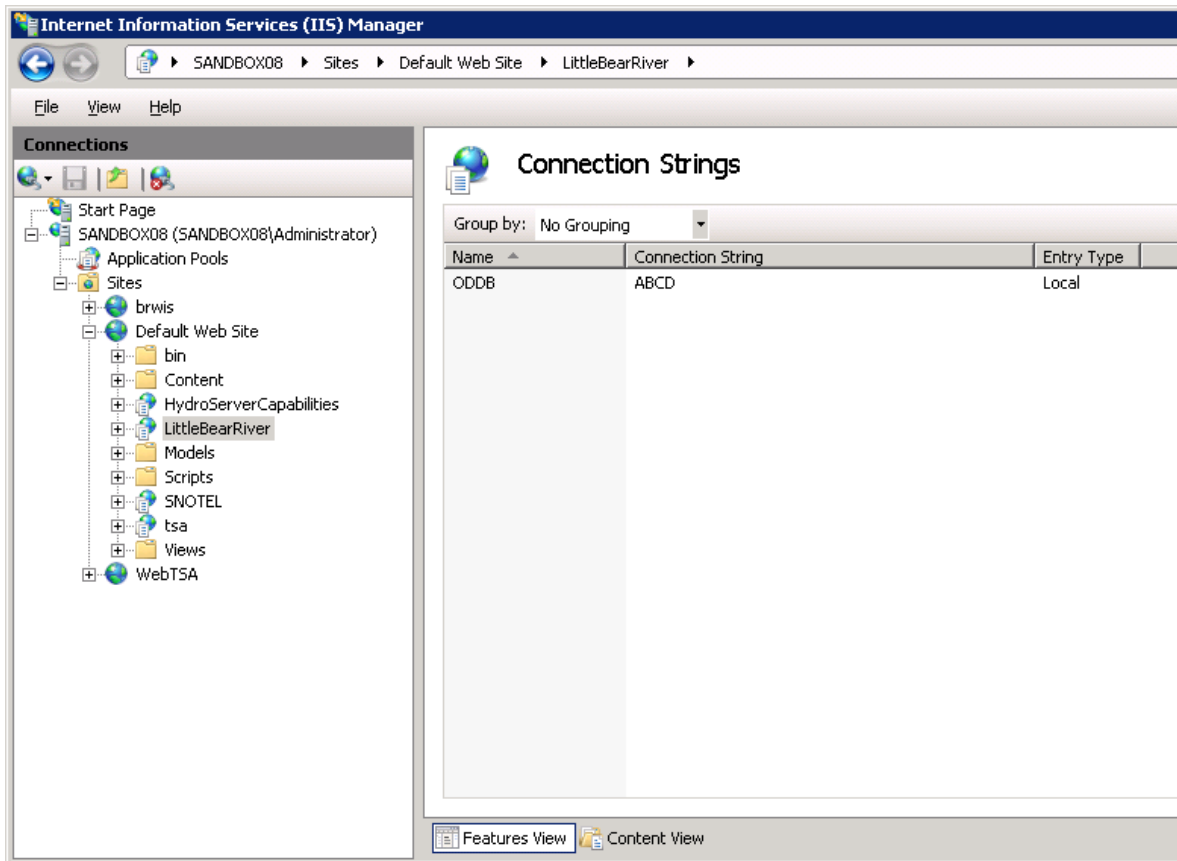 Internet Information Services (IIS) Manager
SANDBOX08 Sites Default Web Site LittleBearRiver
File View Help
Connections
Start Page
SANDBOX08 (SANDBOX08\Administrator)
Application Pools
Sites
brwis
Default Web Site
bin
Content
HydroServerCapabilities
LittleBearRiver
Models
Scripts
SNOTEL
tsa
Views
WebTSA
Connection Strings
Group by: No Grouping
Name Connection String Entry Type
ODDB ABCD Local
Features View Content View